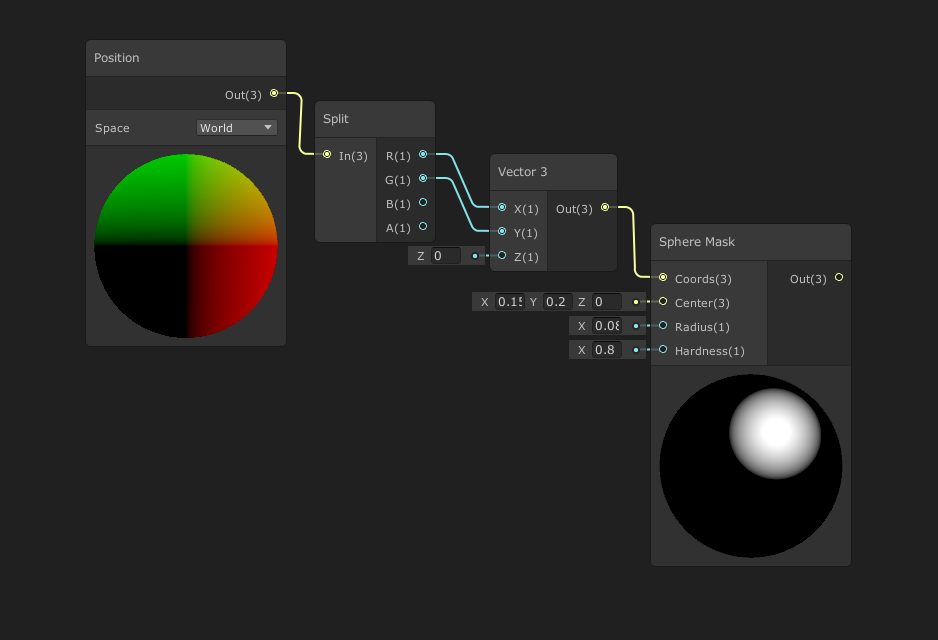 Position
Out(3)
Space World
Split
In(3) R(1)
G(1)
B(1)
A(1)
Vector 3
X(1) Out(3)
Y(1)
Z 0 Z(1)
Sphere Mask
Coords(3) Out(3)
X 0.15 Y 0.2 Z 0 Center(3)
X 0.08 Radius(1)
X 0.8 Hardness(1)